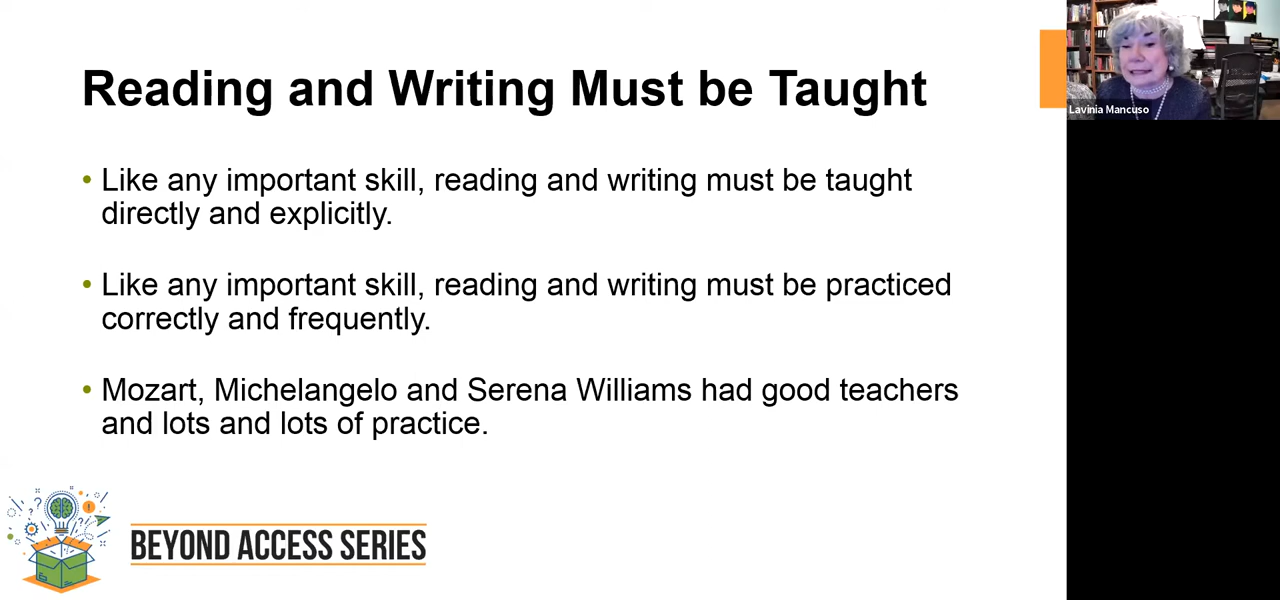 Reading and Writing Must be Taught
• Like any important skill, reading and writing must be taught
directly and explicitly.
• Like any important skill, reading and writing must be practiced
correctly and frequently.
• Mozart, Michelangelo and Serena Williams had good teachers
and lots and lots of practice.
BEYOND ACCESS SERIES
Lavinia Mancuso